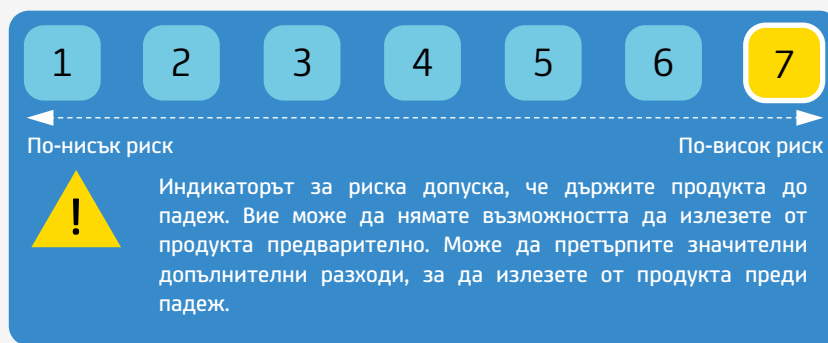 1 2 3 4 5 6 7
По-нисък риск По-висок риск
!
Индикаторът за риска допуска, че държите продукта до
падеж. Вие може да нямате възможността да излезете от
продукта предварително. Може да претърпите значителни
допълнителни разходи, за да излезете от продукта преди
падеж.